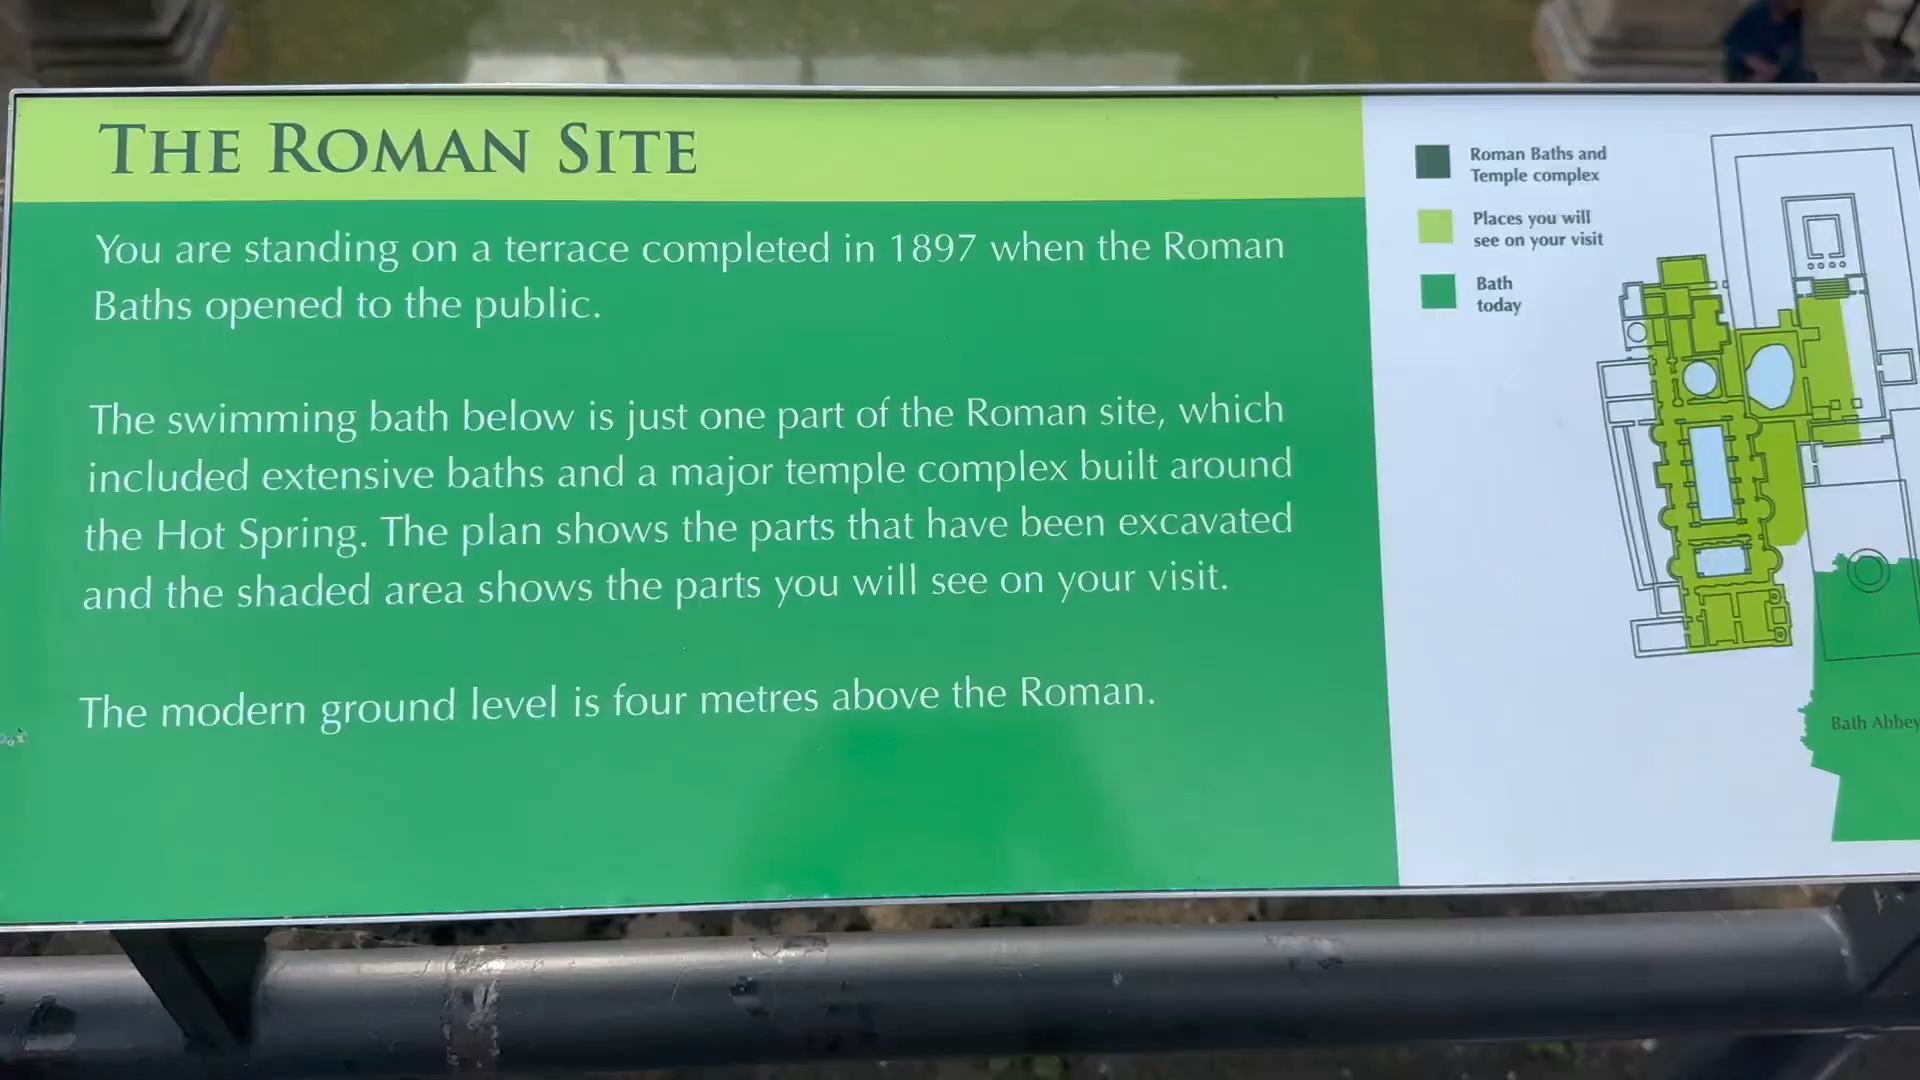 THE ROMAN SITE
You are standing on a terrace completed in 1897 when the Roman
Baths opened to the public.
The swimming bath below is just one part of the Roman site, which
included extensive baths and a major temple complex built around
the Hot Spring. The plan shows the parts that have been excavated
and the shaded area shows the parts you will see on your visit.
The modern ground level is four metres above the Roman.
Roman Baths and
Temple complex
Places you will
see on your visit
Bath
today
Bath Abbey